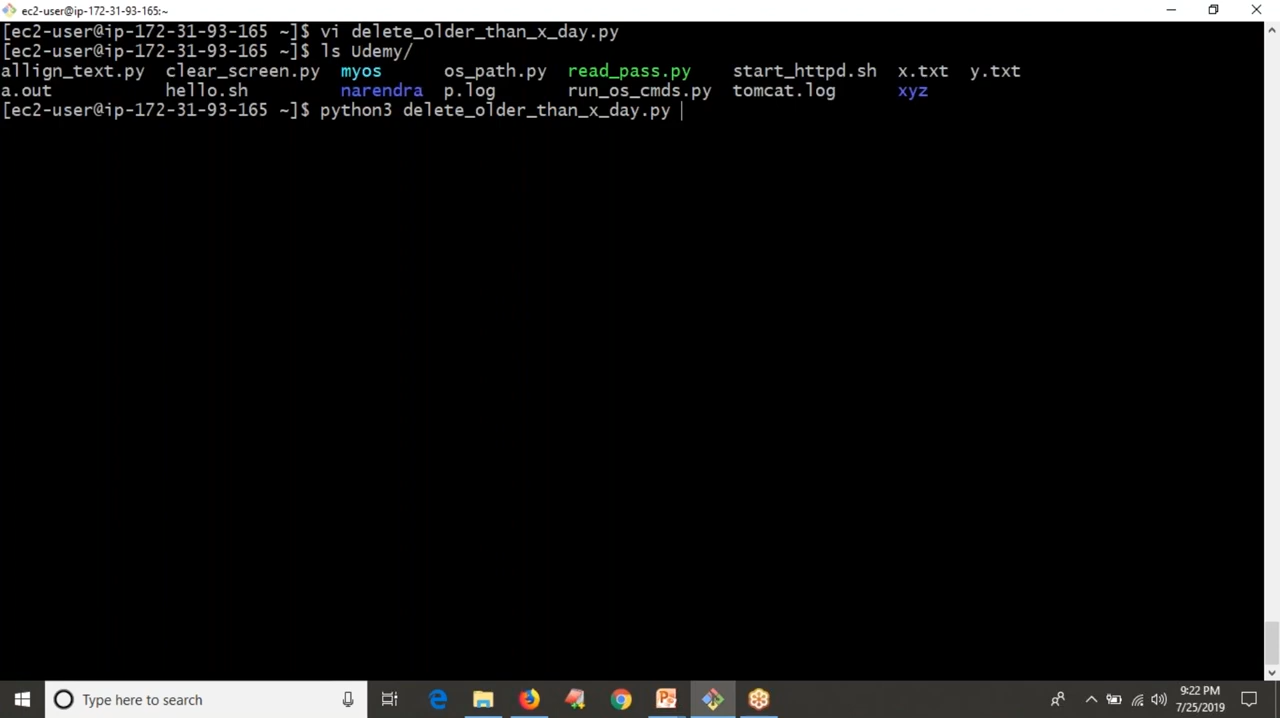 ec2-user@ip-172-31-93-165:~
[ec2-user@ip-172-31-93-165 ~]$ vi delete_older_than_x_day.py
[ec2-user@ip-172-31-93-165 ~]$ ls Udemy/
allign_text.py clear_screen.py myos os_path.py read_pass.py start_httpd.sh x.txt y.txt
a.out hello.sh narendra p.log run_os_cmds.py tomcat.log xyz
[ec2-user@ip-172-31-93-165 ~]$ python3 delete_older_than_x_day.py
Type here to search
9:22 PM
7/25/2019